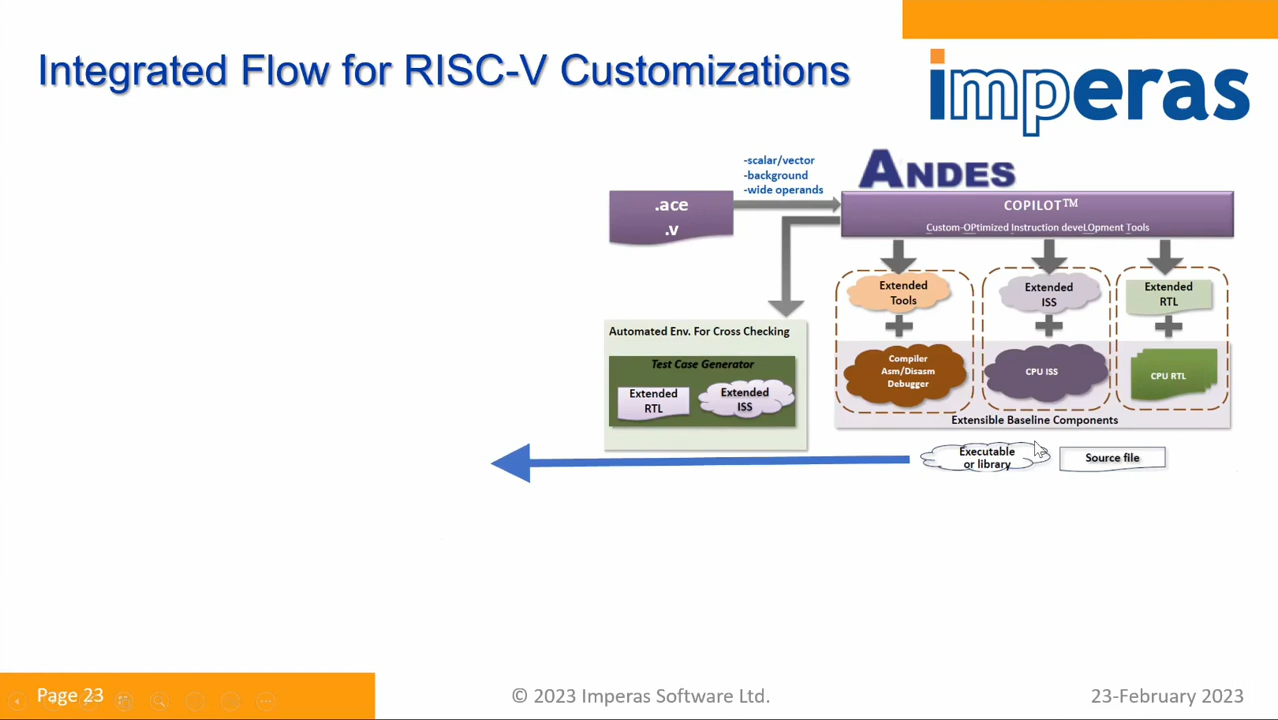 Integrated Flow for RISC-V Customizations
imperas
-scalar/vector
-background
-wide operands
ANDES
.ace
.v
COPILOT™
Custom-OPtimized Instruction deveLOpment Tools
Extended
Tools
Extended
ISS
Extended
RTL
Automated Env. For Cross Checking
Test Case Generator
Extended
RTL
Extended
ISS
Compiler
Asm/Disasm
Debugger
CPU ISS
CPU RTL
Extensible Baseline Components
Executable
or library
Source file
Page 23
© 2023 Imperas Software Ltd.
23-February 2023